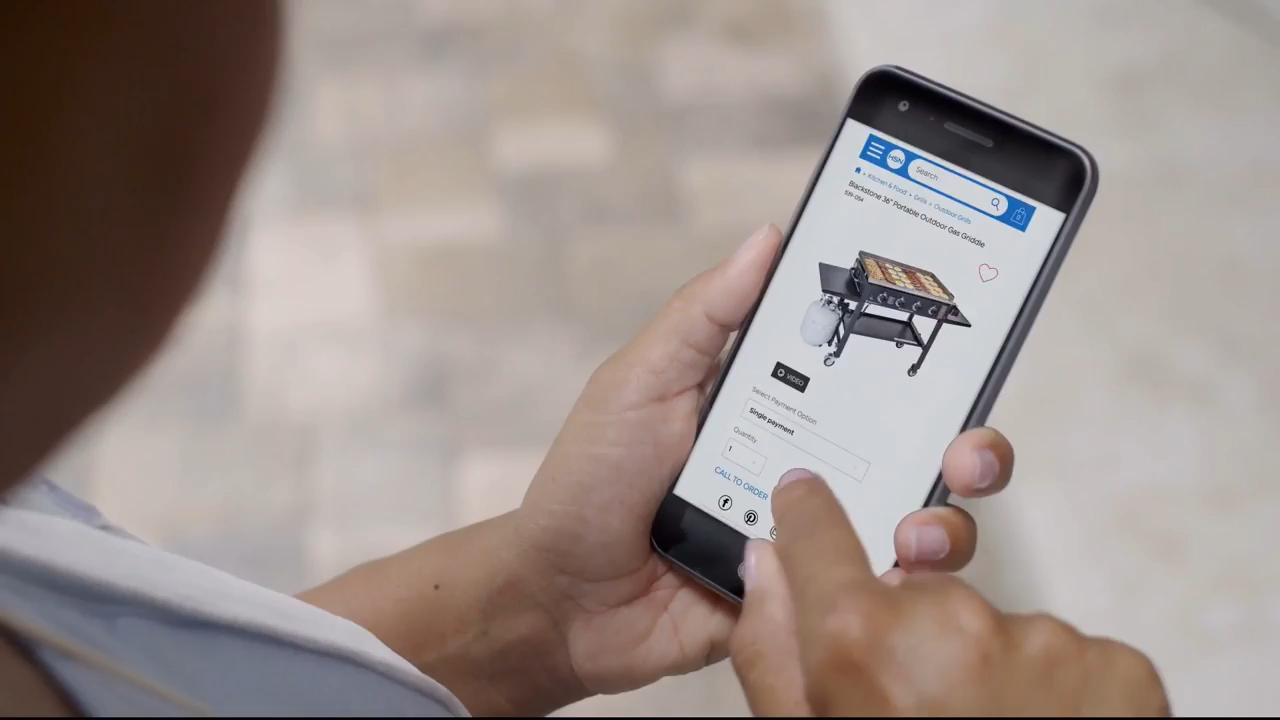 HSN Search
0
Kitchen & Food Grills Outdoor Grills
Blackstone 36" Portable Outdoor Gas Griddle
VIDEO
Select Payment Option
Single payment
Quantity
1
CALL TO ORDER
f